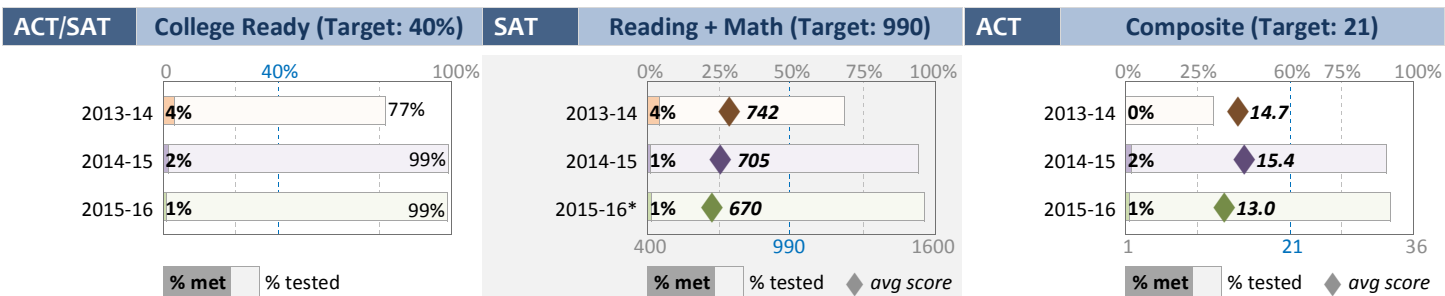 ACT/SAT College Ready (Target: 40%)
0 40% 100%
2013-14 4% 77%
2014-15 2% 99%
2015-16 1% 99%
% met % tested
SAT Reading + Math (Target: 990)
0% 25% 50% 75% 100%
2013-14 4% 742
2014-15 1% 705
2015-16* 1% 670
400 990 1600
% met % tested avg score
ACT Composite (Target: 21)
0% 25% 60% 75% 100%
2013-14 0% 14.7
2014-15 2% 15.4
2015-16 1% 13.0
1 21 36
% met % tested avg score